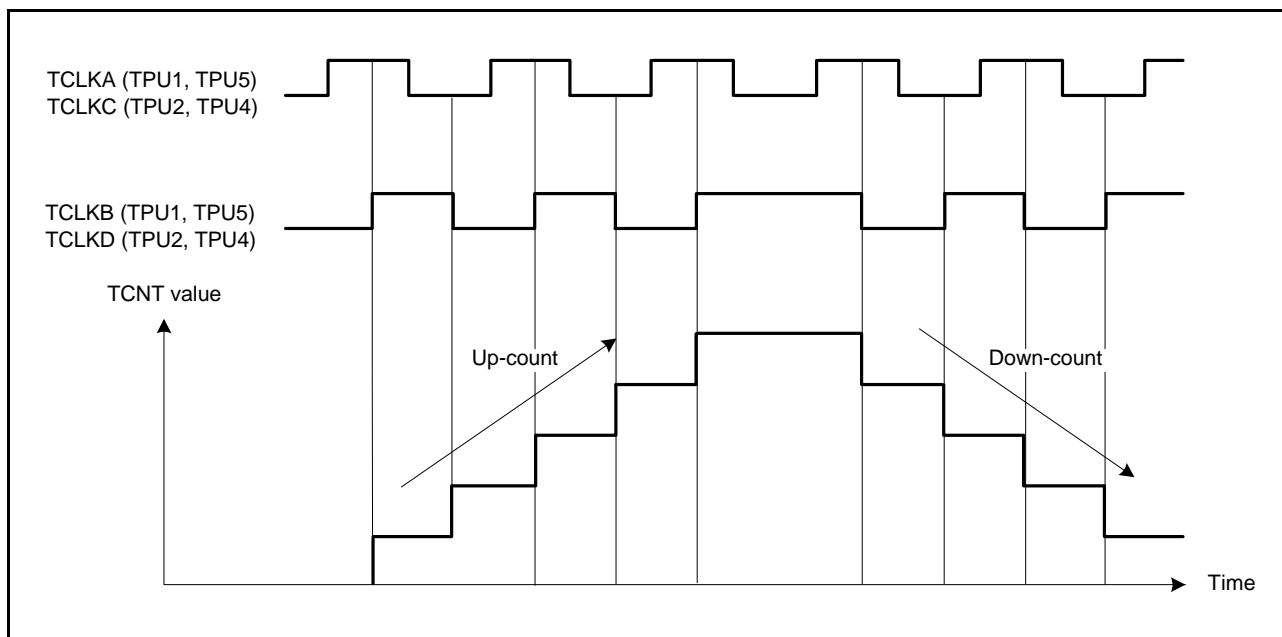 TCLKA (TPU1, TPU5)
TCLKC (TPU2, TPU4)
TCLKB (TPU1, TPU5)
TCLKD (TPU2, TPU4)
TCNT value
Up-count
Down-count
Time